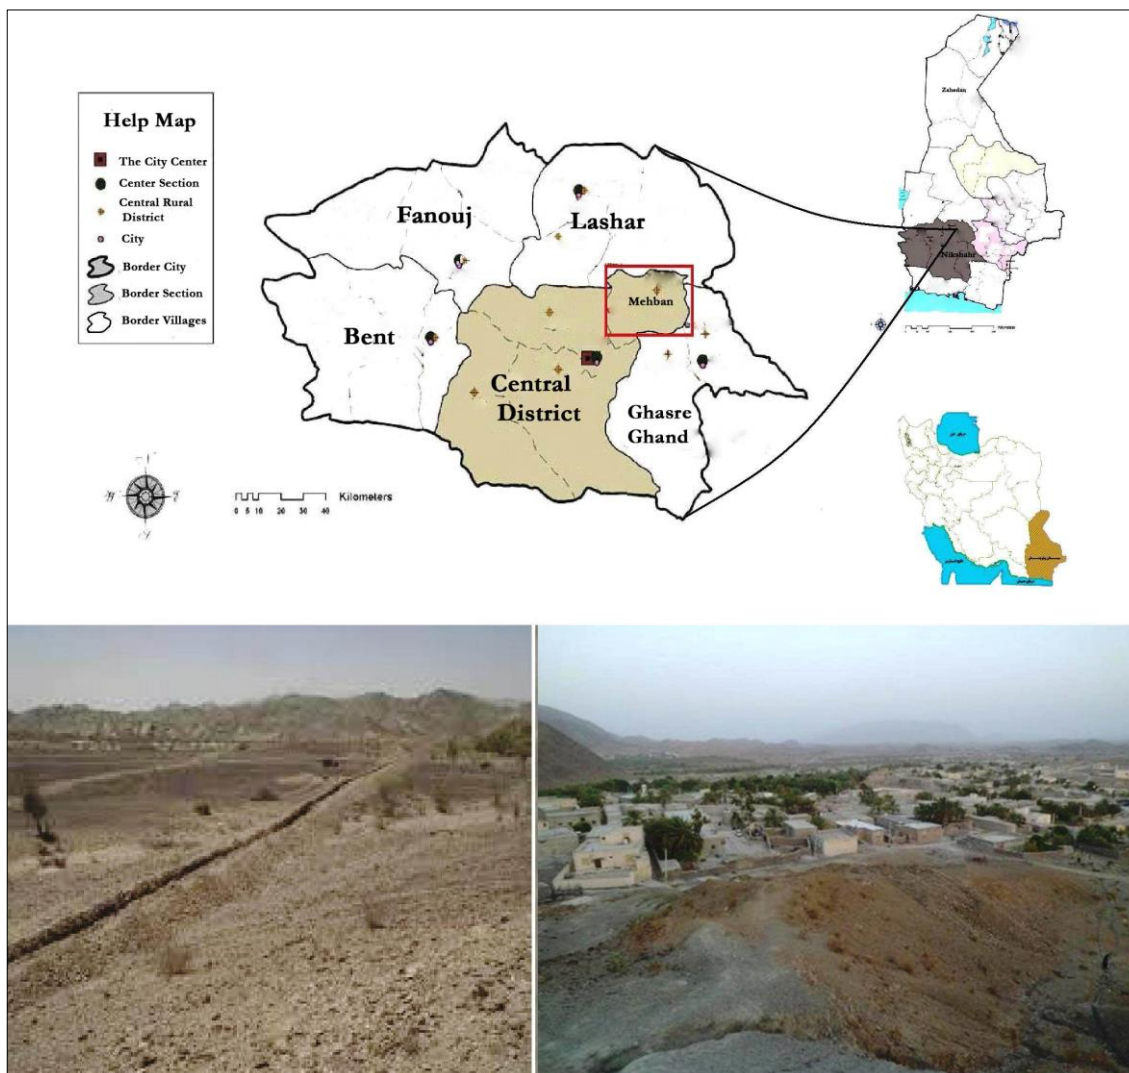 Help Map
The City Center
Center Section
Central Rural
District
City
Border City
Border Section
Border Villages
Fanouj
Lashar
Mehban
Bent
Central
District
Ghasre
Ghand
0 5 10 20 30 40 Kilometers
Zahedan
Nikshahr